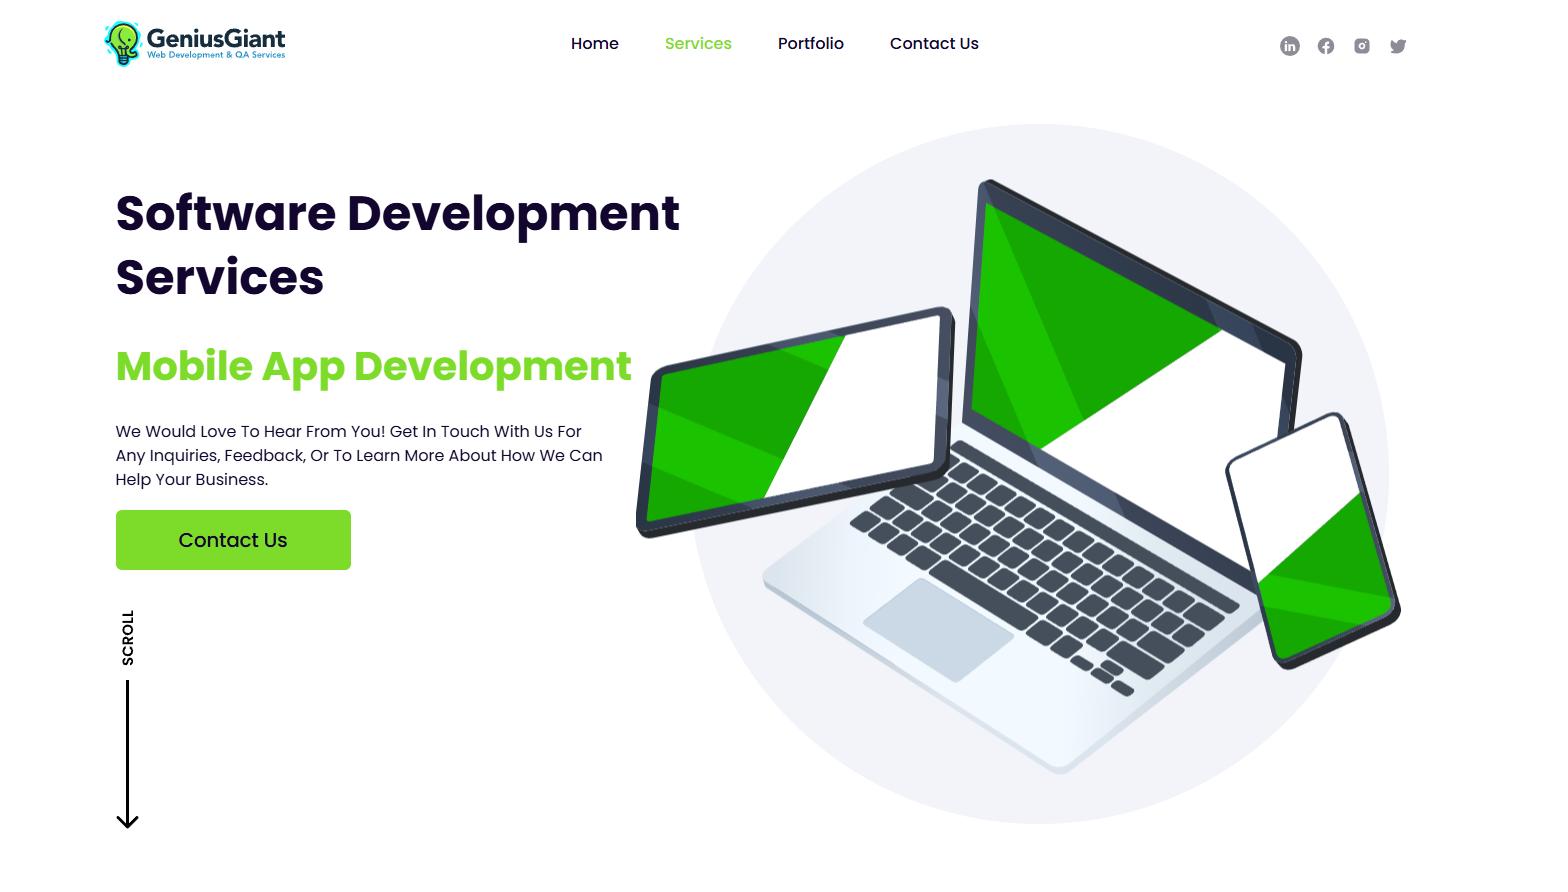 GeniusGiant
Web Development & QA Services
Home
Services
Portfolio
Contact Us
Software Development
Services
Mobile App Development
We Would Love To Hear From You! Get In Touch With Us For
Any Inquiries, Feedback, Or To Learn More About How We Can
Help Your Business.
Contact Us
SCROLL